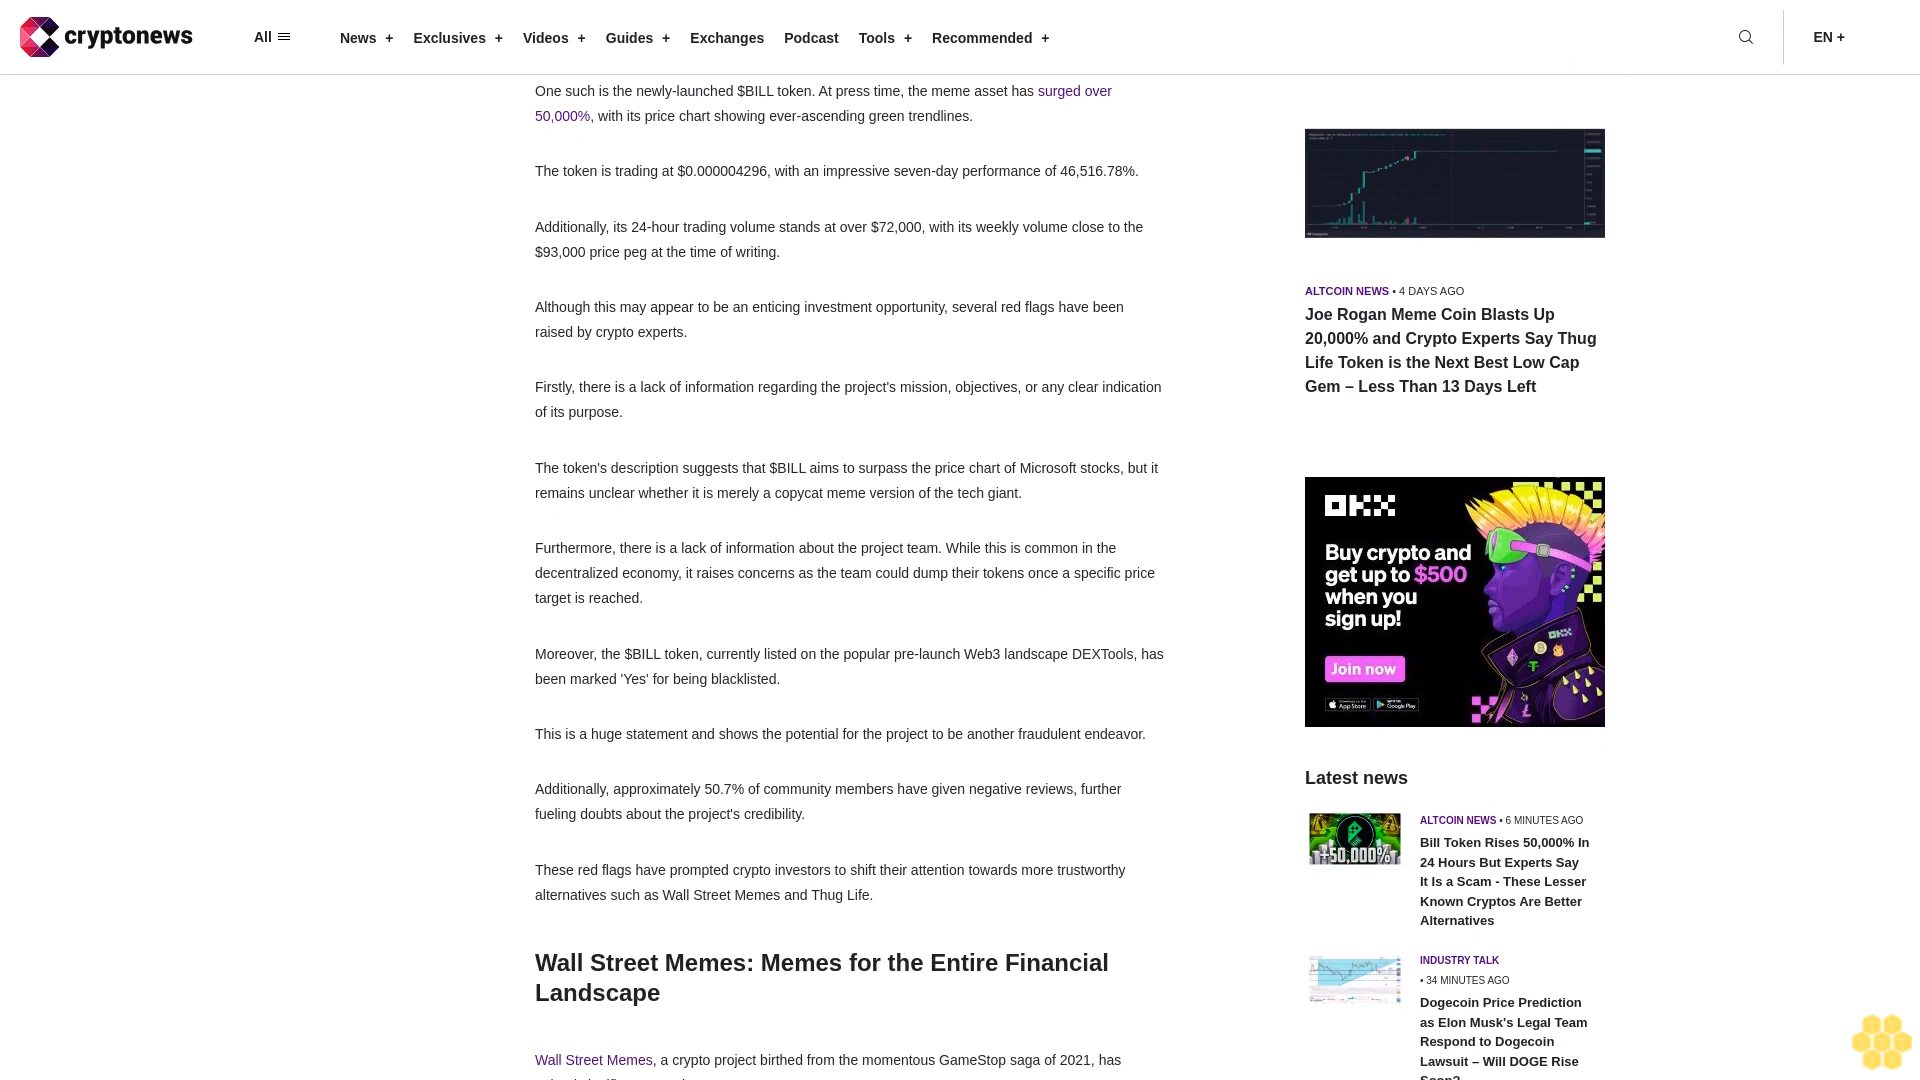 cryptonews
All
News +
Exclusives +
Videos +
Guides +
Exchanges
Podcast
Tools +
Recommended +
EN +
One such is the newly-launched $BILL token. At press time, the meme asset has surged over
50,000%, with its price chart showing ever-ascending green trendlines.
The token is trading at $0.000004296, with an impressive seven-day performance of 46,516.78%.
Additionally, its 24-hour trading volume stands at over $72,000, with its weekly volume close to the
$93,000 price peg at the time of writing.
Although this may appear to be an enticing investment opportunity, several red flags have been
raised by crypto experts.
Firstly, there is a lack of information regarding the project's mission, objectives, or any clear indication
of its purpose.
The token's description suggests that $BILL aims to surpass the price chart of Microsoft stocks, but it
remains unclear whether it is merely a copycat meme version of the tech giant.
Furthermore, there is a lack of information about the project team. While this is common in the
decentralized economy, it raises concerns as the team could dump their tokens once a specific price
target is reached.
Moreover, the $BILL token, currently listed on the popular pre-launch Web3 landscape DEXTools, has
been marked 'Yes' for being blacklisted.
This is a huge statement and shows the potential for the project to be another fraudulent endeavor.
Additionally, approximately 50.7% of community members have given negative reviews, further
fueling doubts about the project's credibility.
These red flags have prompted crypto investors to shift their attention towards more trustworthy
alternatives such as Wall Street Memes and Thug Life.
Wall Street Memes: Memes for the Entire Financial
Landscape
Wall Street Memes, a crypto project birthed from the momentous GameStop saga of 2021, has
ALTCOIN NEWS • 4 DAYS AGO
Joe Rogan Meme Coin Blasts Up
20,000% and Crypto Experts Say Thug
Life Token is the Next Best Low Cap
Gem – Less Than 13 Days Left
OKX
Buy crypto and
get up to $500
when you
sign up!
Join now
App Store
Google Play
OKX
Latest news
+50,000%
ALTCOIN NEWS • 6 MINUTES AGO
Bill Token Rises 50,000% In
24 Hours But Experts Say
It Is a Scam - These Lesser
Known Cryptos Are Better
Alternatives
INDUSTRY TALK
• 34 MINUTES AGO
Dogecoin Price Prediction
as Elon Musk's Legal Team
Respond to Dogecoin
Lawsuit – Will DOGE Rise
Soon?